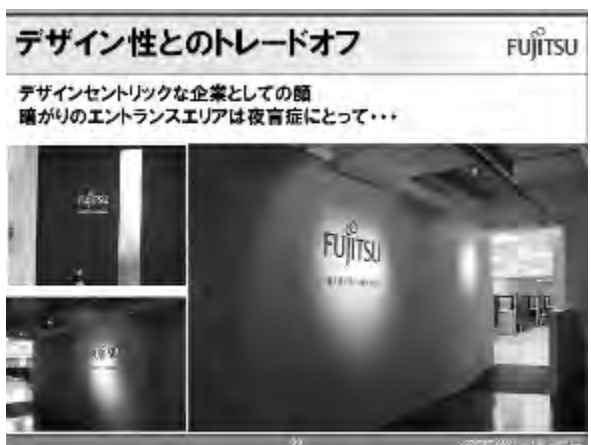 デザイン性とのトレードオフ
FUJITSU
デザインセントリックな企業としての顔
暗がりのエントランスエリアは夜盲症にとって・・・
FUJITSU
FUJITSU